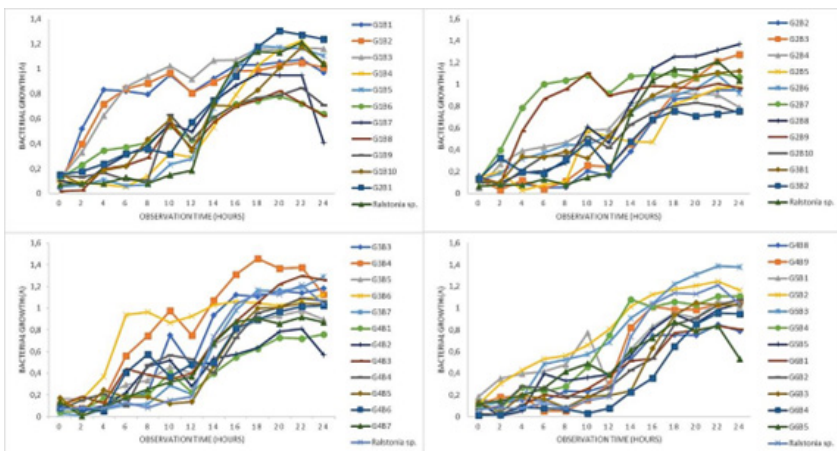 BACTERIAL GROWTH (A)
1,4
1,2
1
0,8
0,6
0,4
0,2
0
0 2 4 6 8 10 12 14 16 18 20 22 24
OBSERVATION TIME (HOURS)
G1B1
G1B2
G1B3
G1B4
G1B5
G1B6
G1B7
G1B8
G1B9
G1B10
G2B1
Ralstonia sp.
BACTERIAL GROWTH (A)
1,6
1,4
1,2
1
0,8
0,6
0,4
0,2
0
0 2 4 6 8 10 12 14 16 18 20 22 24
OBSERVATION TIME (HOURS)
G2B2
G2B3
G2B4
G2B5
G2B6
G2B7
G2B8
G2B9
G2B10
G3B1
G3B2
Ralstonia sp.
BACTERIAL GROWTH (A)
1,6
1,4
1,2
1
0,8
0,6
0,4
0,2
0
0 2 4 6 8 10 12 14 16 18 20 22 24
OBSERVATION TIME (HOURS)
G3B3
G3B4
G3B5
G3B6
G3B7
G4B1
G4B2
G4B3
G4B4
G4B5
G4B6
G4B7
Ralstonia sp.
BACTERIAL GROWTH (A)
1,6
1,4
1,2
1
0,8
0,6
0,4
0,2
0
0 2 4 6 8 10 12 14 16 18 20 22 24
OBSERVATION TIME (HOURS)
G4B8
G4B9
G5B1
G5B2
G5B3
G5B4
G5B5
G6B1
G6B2
G6B3
G6B4
G6B5
Ralstonia sp.